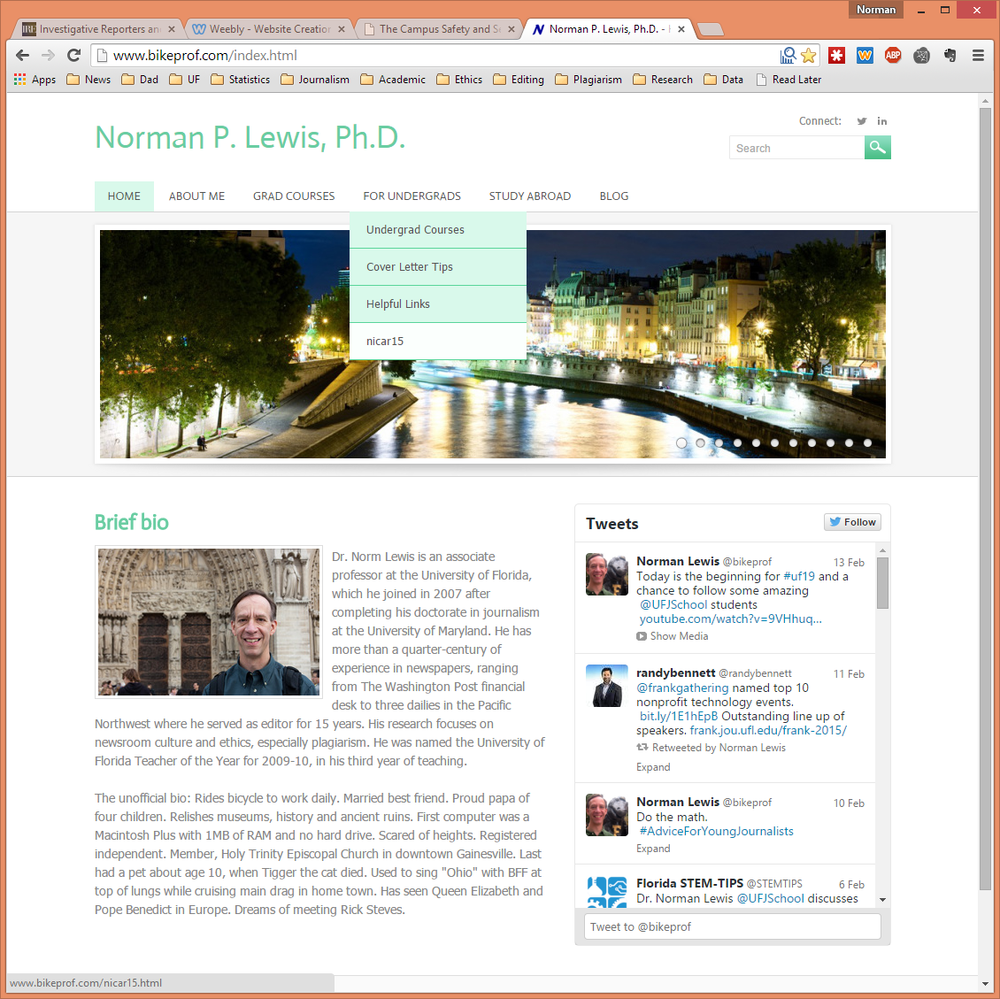 Norman
Investigative Reporters an
Weebly - Website Creation
The Campus Safety and Se
Norman P. Lewis, Ph.D. -
www.bikeprof.com/index.html
Apps News Dad UF Statistics Journalism Academic Ethics Editing Plagiarism Research Data Read Later
Norman P. Lewis, Ph.D.
Connect:
Search
HOME ABOUT ME GRAD COURSES FOR UNDERGRADS STUDY ABROAD BLOG
Undergrad Courses
Cover Letter Tips
Helpful Links
nicar15
Brief bio
Dr. Norm Lewis is an associate
professor at the University of Florida,
which he joined in 2007 after
completing his doctorate in journalism
at the University of Maryland. He has
more than a quarter-century of
experience in newspapers, ranging
from The Washington Post financial
desk to three dailies in the Pacific
Northwest where he served as editor for 15 years. His research focuses on
newsroom culture and ethics, especially plagiarism. He was named the University of
Florida Teacher of the Year for 2009-10, in his third year of teaching.
The unofficial bio: Rides bicycle to work daily. Married best friend. Proud papa of
four children. Relishes museums, history and ancient ruins. First computer was a
Macintosh Plus with 1MB of RAM and no hard drive. Scared of heights. Registered
independent. Member, Holy Trinity Episcopal Church in downtown Gainesville. Last
had a pet about age 10, when Tigger the cat died. Used to sing "Ohio" with BFF at
top of lungs while cruising main drag in home town. Has seen Queen Elizabeth and
Pope Benedict in Europe. Dreams of meeting Rick Steves.
Tweets
Follow
Norman Lewis @bikeprof 13 Feb
Today is the beginning for #uf19 and a
chance to follow some amazing
@UFJSchool students
youtube.com/watch?v=9VHhuq...
Show Media
randybennett @randybennett 11 Feb
@frankgathering named top 10
nonprofit technology events.
bit.ly/1E1hEpB Outstanding line up of
speakers. frank.jou.ufl.edu/frank-2015/
Retweeted by Norman Lewis
Expand
Norman Lewis @bikeprof 10 Feb
Do the math.
#AdviceForYoungJournalists
Expand
Florida STEM-TIPS @STEMTIPS 6 Feb
Dr. Norman Lewis @UFJSchool discusses
Tweet to @bikeprof
www.bikeprof.com/nicar15.html